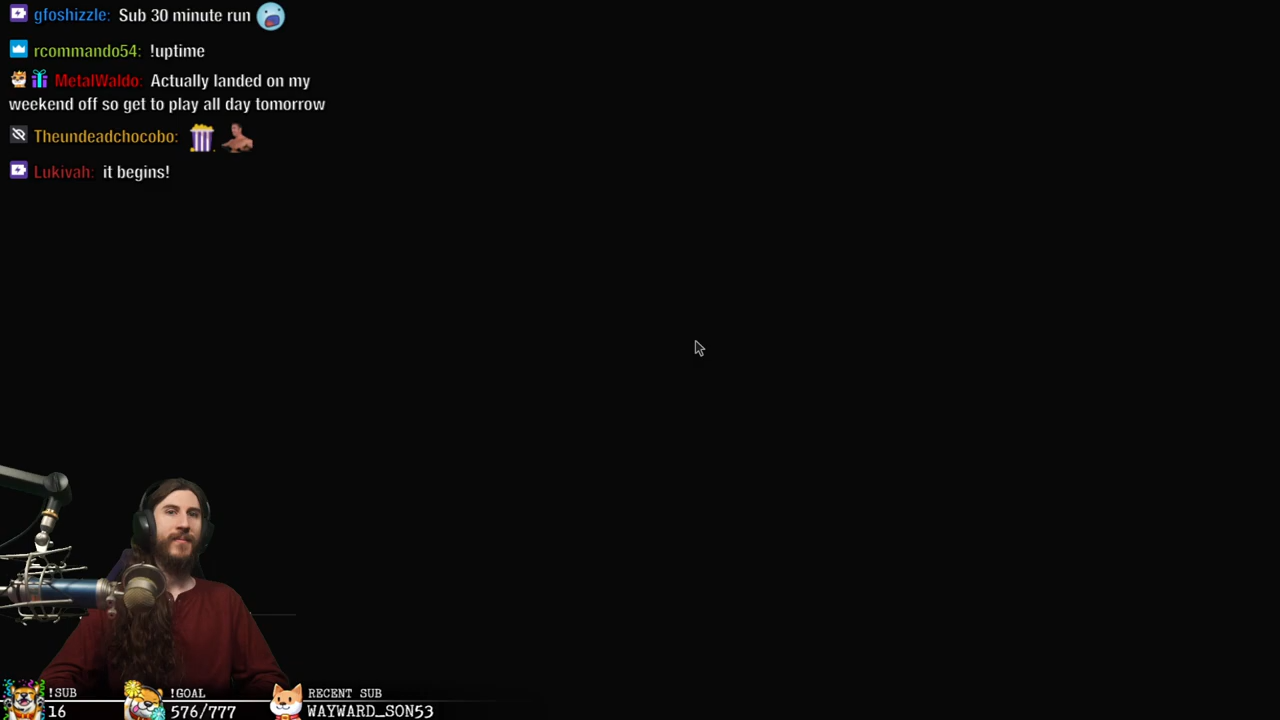 gfoshizzle: Sub 30 minute run
rcommando54: !uptime
MetalWaldo: Actually landed on my
weekend off so get to play all day tomorrow
Theundeadchocobo:
Lukivah: it begins!
!SUB
16
!GOAL
576/777
RECENT SUB
WAYWARD_SON53